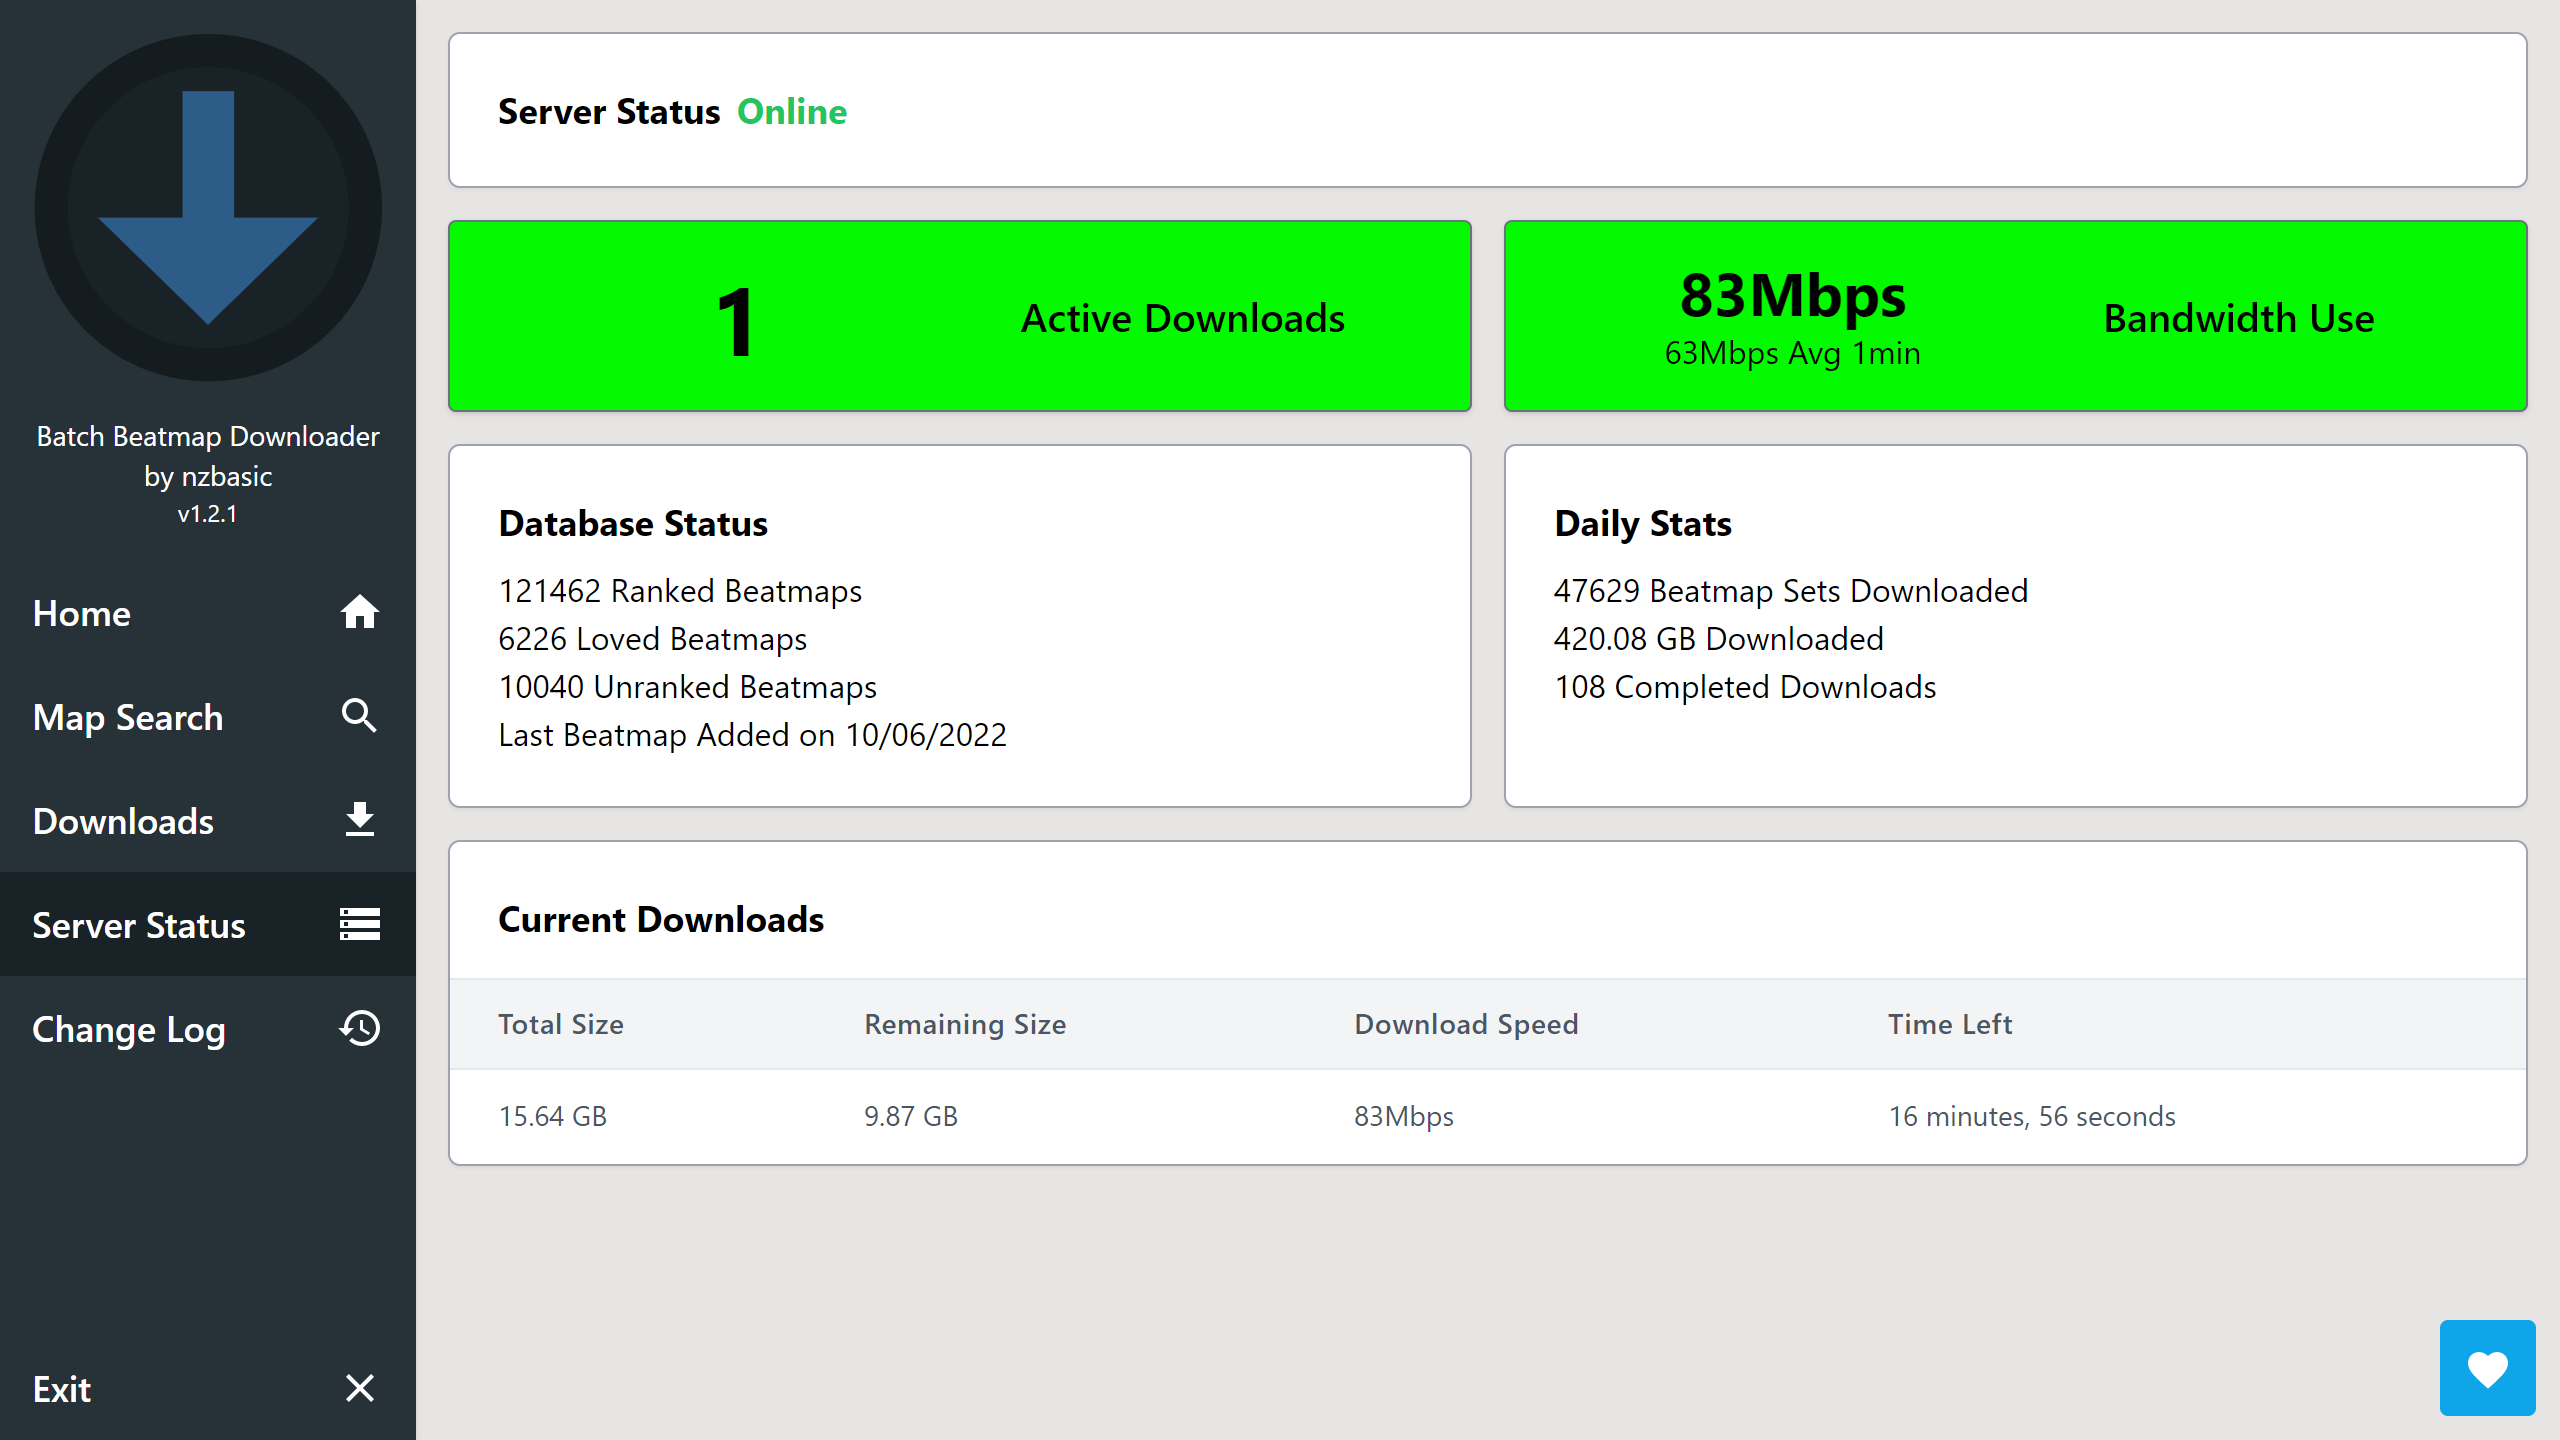 Batch Beatmap Downloader
by nzbasic
v1.2.1
Home
Map Search
Downloads
Server Status
Change Log
Exit
Server Status Online
1 Active Downloads
83Mbps
63Mbps Avg 1min
Bandwidth Use
Database Status
121462 Ranked Beatmaps
6226 Loved Beatmaps
10040 Unranked Beatmaps
Last Beatmap Added on 10/06/2022
Daily Stats
47629 Beatmap Sets Downloaded
420.08 GB Downloaded
108 Completed Downloads
Current Downloads
Total Size Remaining Size Download Speed Time Left
15.64 GB 9.87 GB 83Mbps 16 minutes, 56 seconds